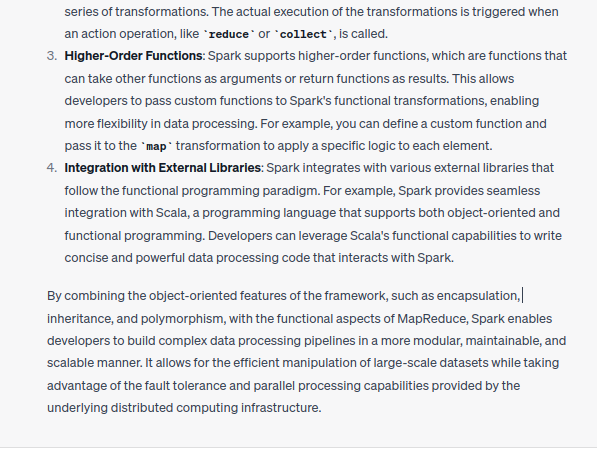 series of transformations. The actual execution of the transformations is triggered when
an action operation, like `reduce` or `collect`, is called.
3. Higher-Order Functions: Spark supports higher-order functions, which are functions that
can take other functions as arguments or return functions as results. This allows
developers to pass custom functions to Spark's functional transformations, enabling
more flexibility in data processing. For example, you can define a custom function and
pass it to the `map` transformation to apply a specific logic to each element.
4. Integration with External Libraries: Spark integrates with various external libraries that
follow the functional programming paradigm. For example, Spark provides seamless
integration with Scala, a programming language that supports both object-oriented and
functional programming. Developers can leverage Scala's functional capabilities to write
concise and powerful data processing code that interacts with Spark.
By combining the object-oriented features of the framework, such as encapsulation,
inheritance, and polymorphism, with the functional aspects of MapReduce, Spark enables
developers to build complex data processing pipelines in a more modular, maintainable, and
scalable manner. It allows for the efficient manipulation of large-scale datasets while taking
advantage of the fault tolerance and parallel processing capabilities provided by the
underlying distributed computing infrastructure.